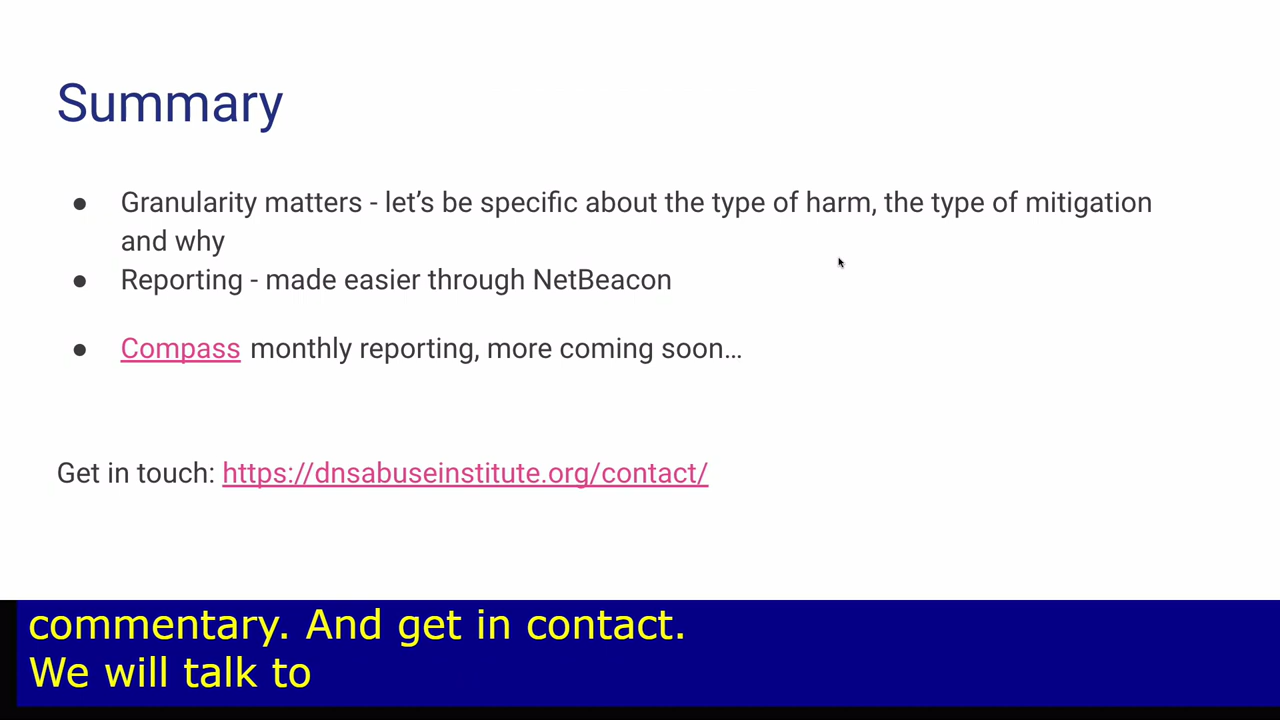 Summary
● Granularity matters - let’s be specific about the type of harm, the type of mitigation
and why
● Reporting - made easier through NetBeacon
● Compass monthly reporting, more coming soon…
Get in touch: https://dnsabuseinstitute.org/contact/
commentary. And get in contact.
We will talk to